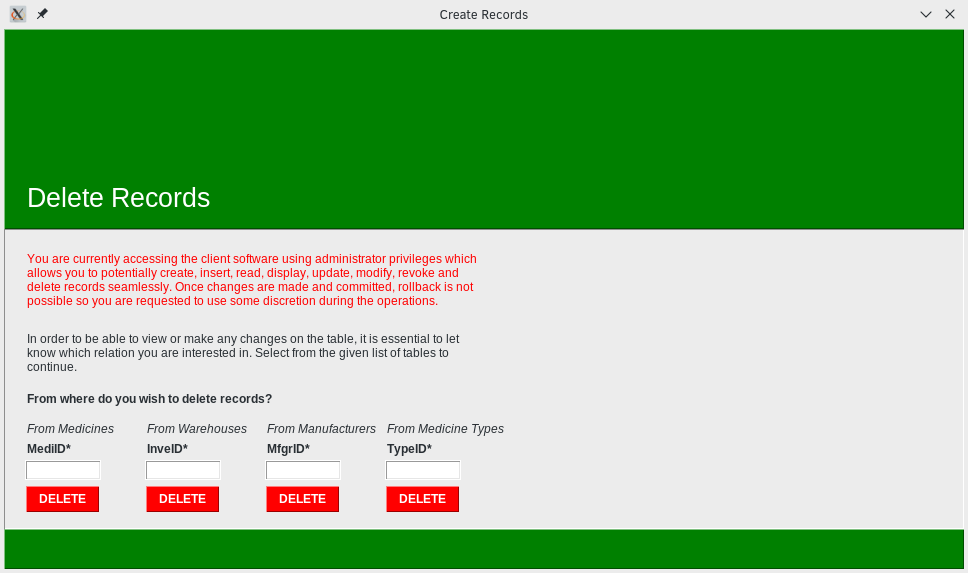 Create Records
Delete Records
You are currently accessing the client software using administrator privileges which
allows you to potentially create, insert, read, display, update, modify, revoke and
delete records seamlessly. Once changes are made and committed, rollback is not
possible so you are requested to use some discretion during the operations.
In order to be able to view or make any changes on the table, it is essential to let
know which relation you are interested in. Select from the given list of tables to
continue.
From where do you wish to delete records?
From Medicines From Warehouses From Manufacturers From Medicine Types
MediID* InveID* MfgrID* TypeID*
DELETE DELETE DELETE DELETE